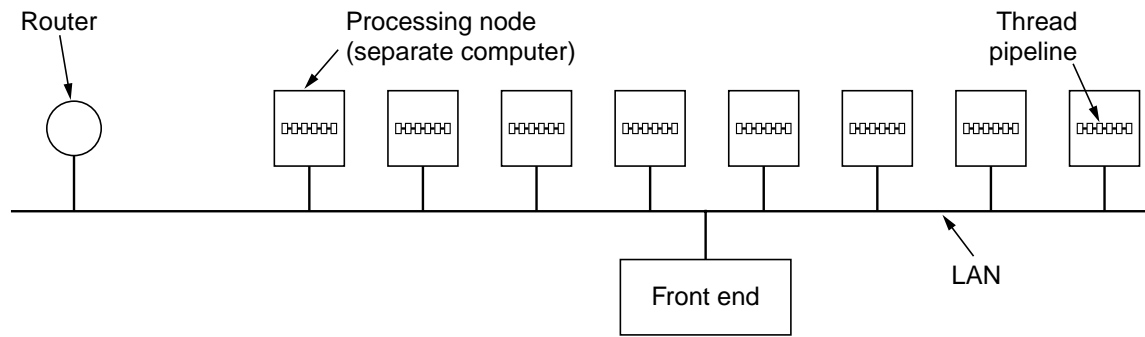 Router
Processing node
(separate computer)
Thread
pipeline
Front end
LAN